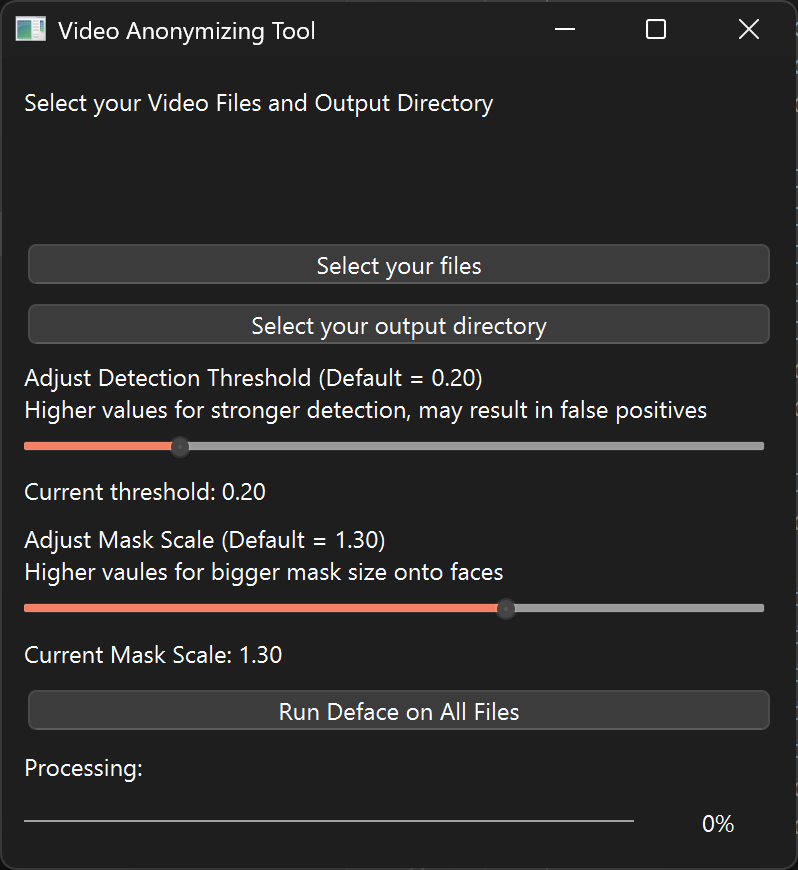 Video Anonymizing Tool
Select your Video Files and Output Directory
Select your files
Select your output directory
Adjust Detection Threshold (Default = 0.20)
Higher values for stronger detection, may result in false positives
Current threshold: 0.20
Adjust Mask Scale (Default = 1.30)
Higher vaules for bigger mask size onto faces
Current Mask Scale: 1.30
Run Deface on All Files
Processing:
0%